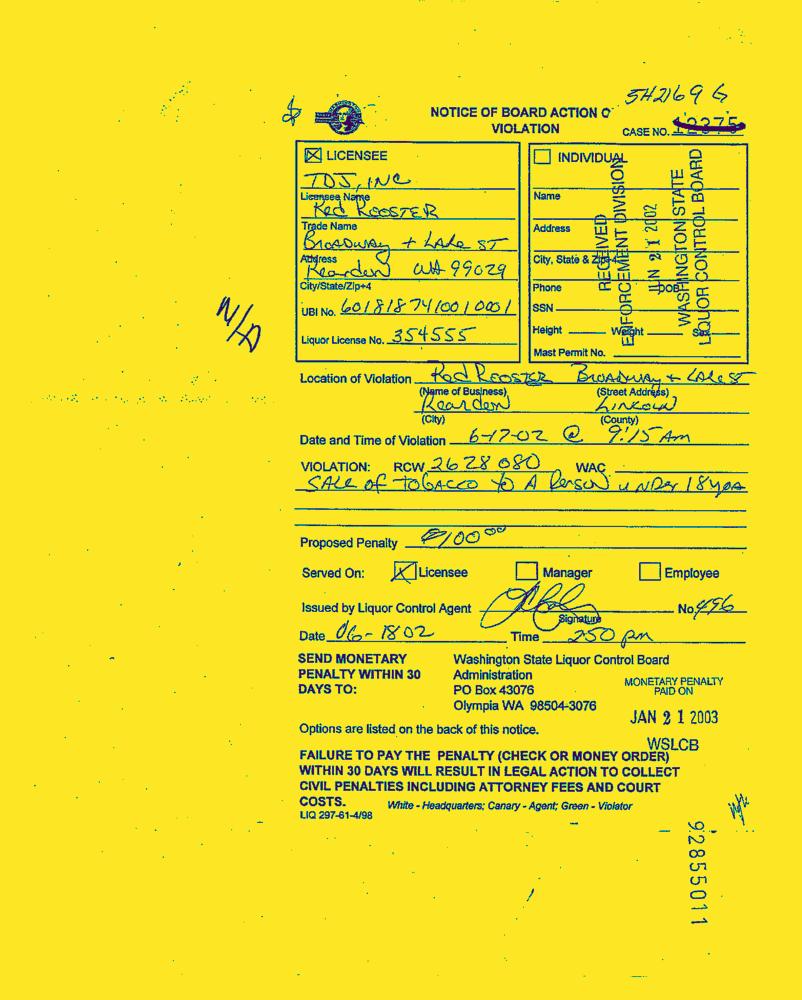 5H2169G
NOTICE OF BOARD ACTION O
VIOLATION
CASE NO. 12375
LICENSEE
TDJ, INC
Licensee Name
Red ROOSTER
Trade Name
BROADWAY + LAKE ST
Address
Reardon WA 99029
City/State/Zip+4
UBI No. 601818741 001 0001
Liquor License No. 354555
INDIVIDUAL
Name
Address
City, State & Zip+4
Phone DOB
SSN
Height Weight Sex
Mast Permit No.
RECEIVED
ENFORCEMENT DIVISION
JUN 21 2002
WASHINGTON STATE
LIQUOR CONTROL BOARD
N/A
Location of Violation Red ROOSTER BROADWAY + LAKE ST
(Name of Business) (Street Address)
Reardon LINCOLN
(City) (County)
Date and Time of Violation 6-17-02 @ 9:15 AM
VIOLATION: RCW 26 28 080 WAC
SALE OF TOBACCO to A Person UNDER 18 yoa
Proposed Penalty $100 00
Served On: Licensee Manager Employee
Issued by Liquor Control Agent No. 496
Signature
Date 06-18 02 Time 250 pm
SEND MONETARY
PENALTY WITHIN 30
DAYS TO:
Washington State Liquor Control Board
Administration
PO Box 43076
Olympia WA 98504-3076
MONETARY PENALTY
PAID ON
JAN 21 2003
WSLCB
Options are listed on the back of this notice.
FAILURE TO PAY THE PENALTY (CHECK OR MONEY ORDER)
WITHIN 30 DAYS WILL RESULT IN LEGAL ACTION TO COLLECT
CIVIL PENALTIES INCLUDING ATTORNEY FEES AND COURT
COSTS.
White - Headquarters; Canary - Agent; Green - Violator
LIQ 297-61-4/98
92855011